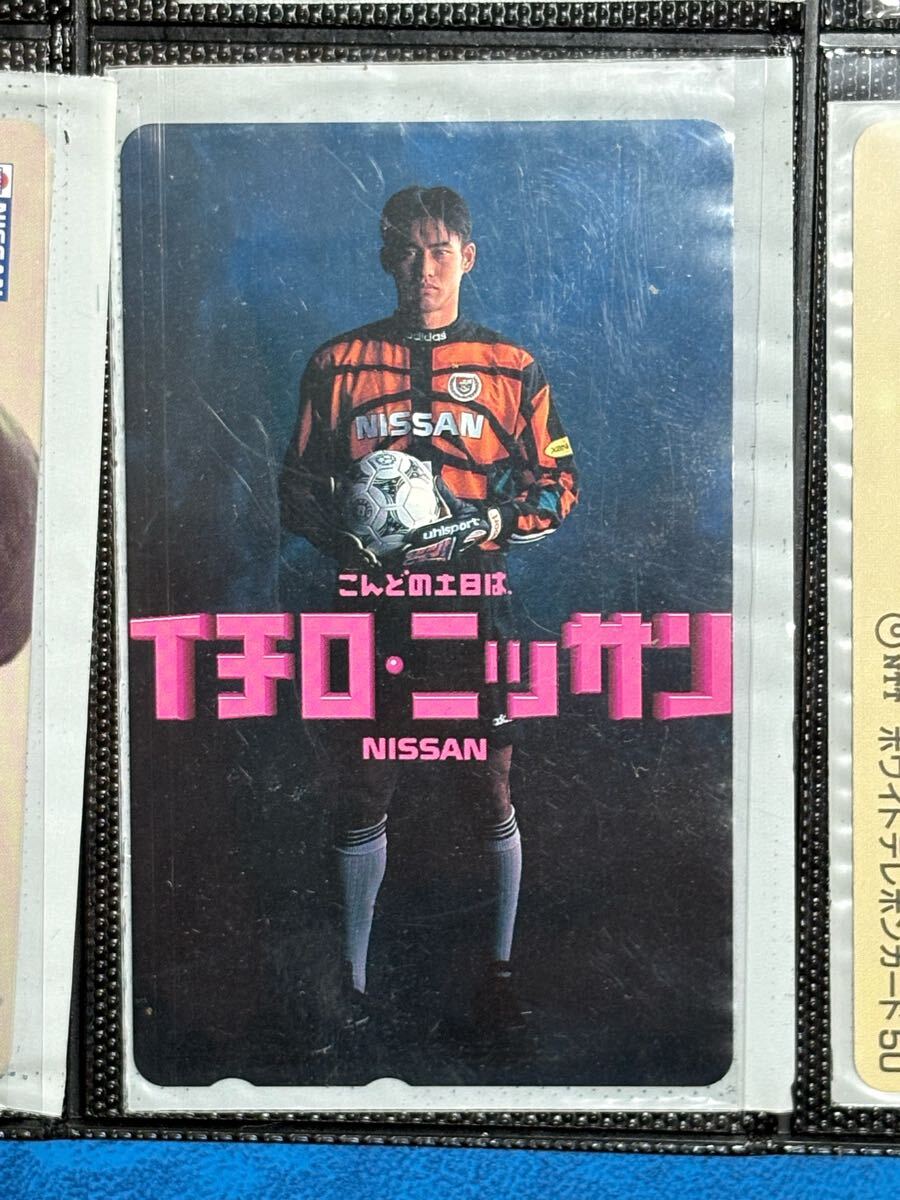 adidas
NISSAN
uhlsport
こんどの土日は、
イチロ・ニッサン
NISSAN
NISSAN
©NTT ホワイトテレホンカード50